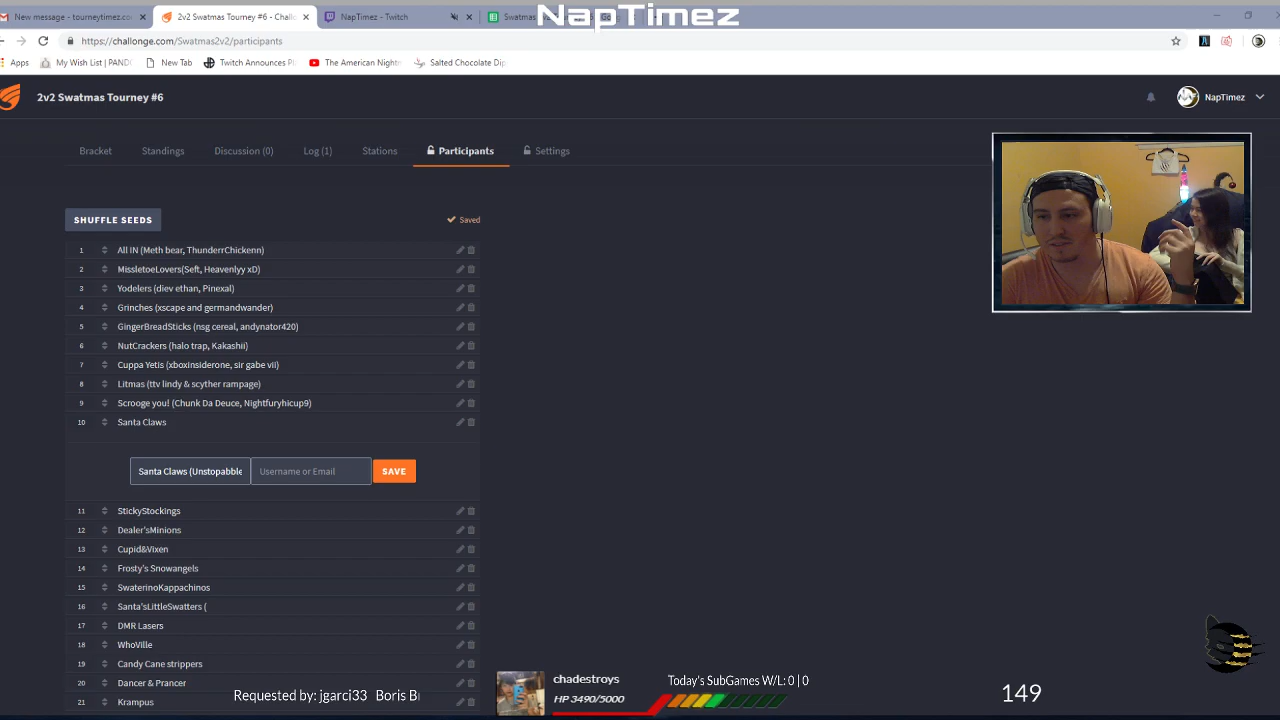 New message - tourneytimez.co
2v2 Swatmas Tourney #6 - Challo
NapTimez - Twitch
NapTimez
https://challonge.com/Swatmas2v2/participants
Apps
My Wish List | PAND
New Tab
Twitch Announces Pl
The American Night
Salted Chocolate Dip
2v2 Swatmas Tourney #6
NapTimez
Bracket
Standings
Discussion (0)
Log (1)
Stations
Participants
Settings
SHUFFLE SEEDS
Saved
1 All IN (Meth bear, ThunderrChickenn)
2 MissletoeLovers(Seft, Heavenlyy xD)
3 Yodelers (diev ethan, Pinexal)
4 Grinches (xscape and germandwander)
5 GingerBreadSticks (nsg cereal, andynator420)
6 NutCrackers (halo trap, Kakashii)
7 Cuppa Yetis (xboxinsiderone, sir gabe vii)
8 Litmas (ttv lindy & scyther rampage)
9 Scrooge you! (Chunk Da Deuce, Nightfuryhicup9)
10 Santa Claws
Santa Claws (Unstopabble
Username or Email
SAVE
11 StickyStockings
12 Dealer'sMinions
13 Cupid&Vixen
14 Frosty's Snowangels
15 SwaterinoKappachinos
16 Santa'sLittleSwatters (
17 DMR Lasers
18 WhoVille
19 Candy Cane strippers
20 Dancer & Prancer
21 Krampus
Requested by: jgarci33 Boris B
chadestroys
HP 3490/5000
Today's SubGames W/L: 0 | 0
149